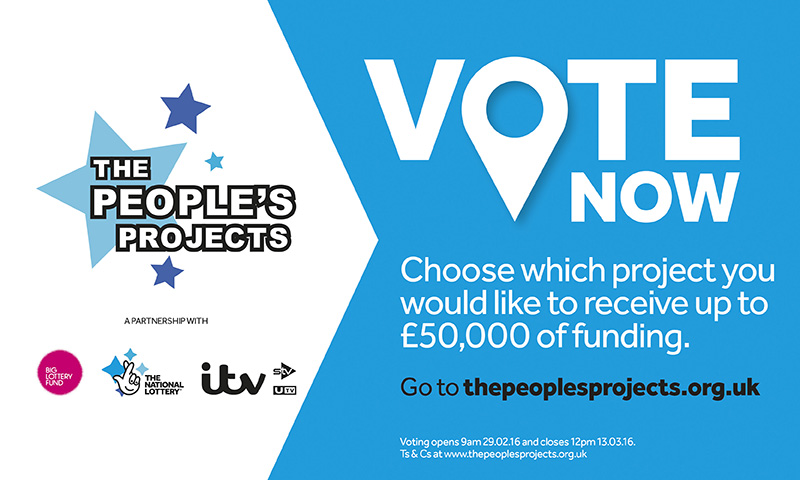 THE
PEOPLE'S
PROJECTS
A PARTNERSHIP WITH
BIG
LOTTERY
FUND
THE
NATIONAL
LOTTERY™
itv
STV
UTV
VOTE
NOW
Choose which project you
would like to receive up to
£50,000 of funding.
Go to thepeoplesprojects.org.uk
Voting opens 9am 29.02.16 and closes 12pm 13.03.16.
Ts & Cs at www.thepeoplesprojects.org.uk